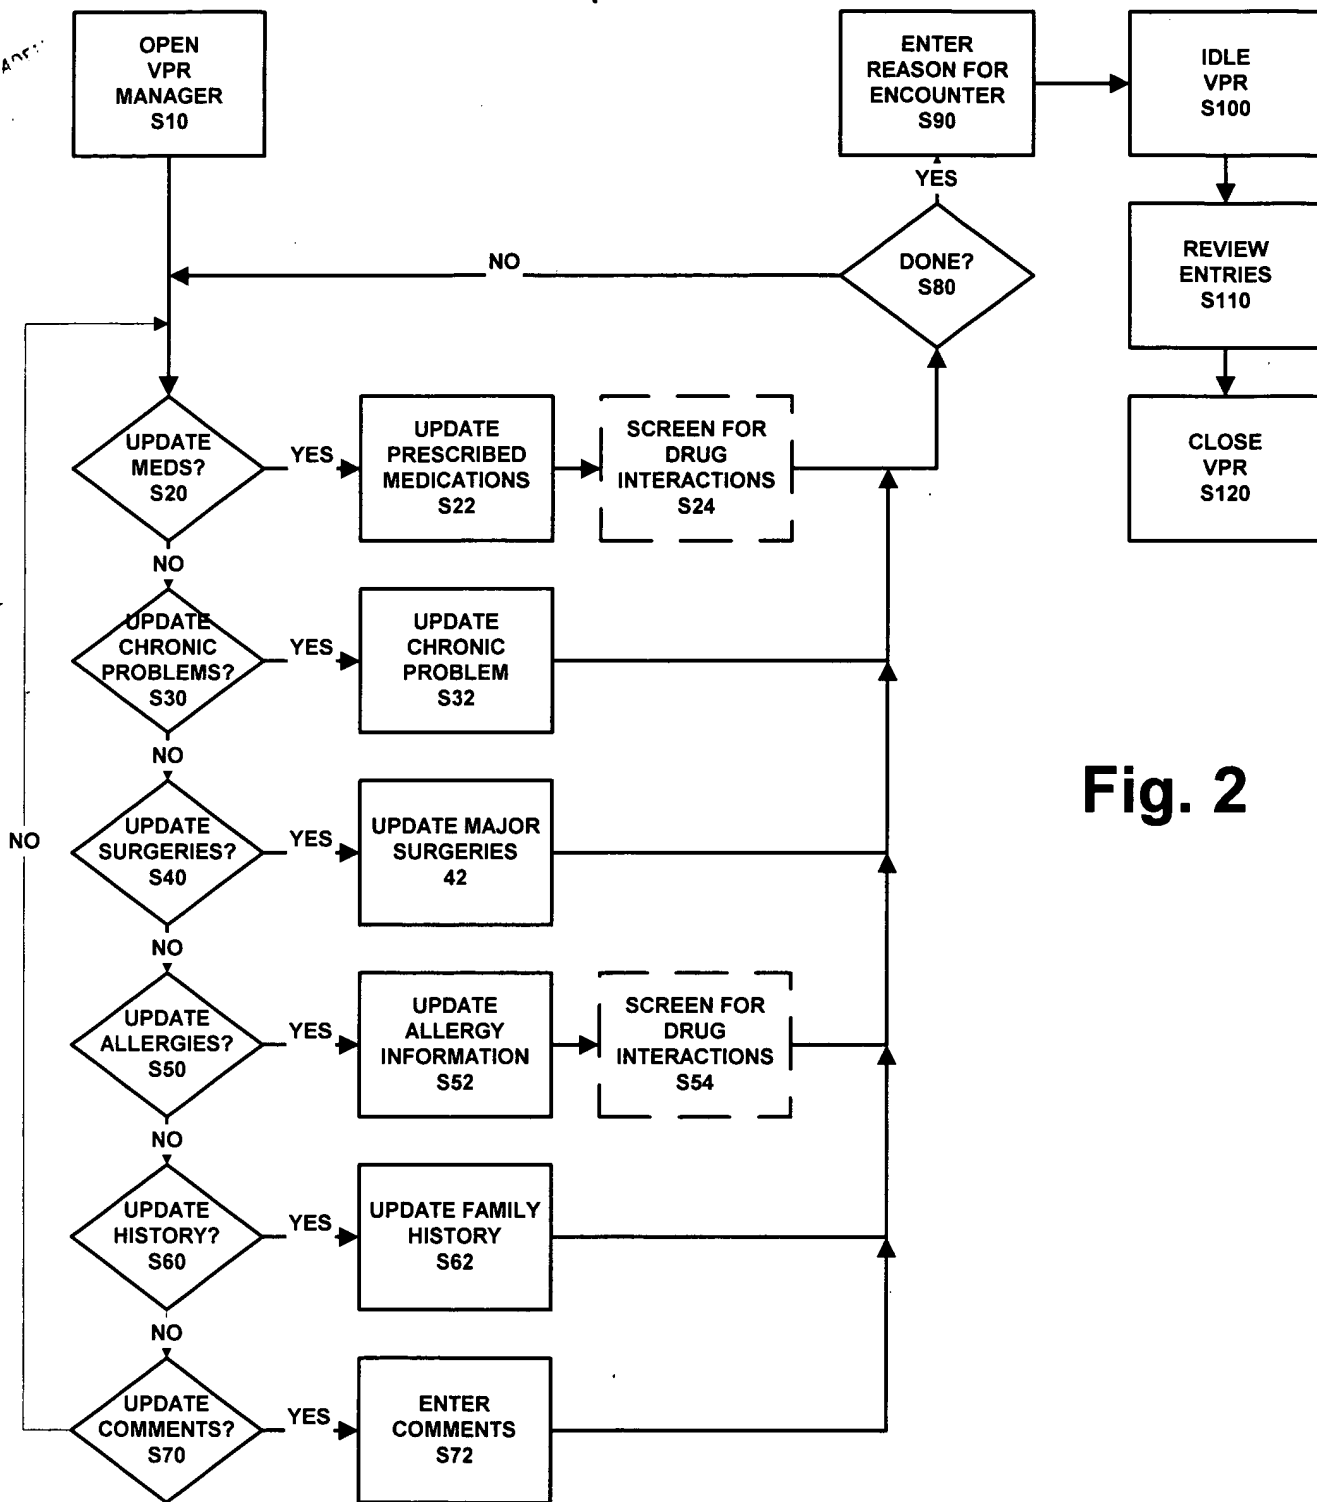 OPEN
VPR
MANAGER
S10
ENTER
REASON FOR
ENCOUNTER
S90
IDLE
VPR
S100
YES
REVIEW
ENTRIES
S110
NO
DONE?
S80
UPDATE
MEDS?
S20
YES
UPDATE
PRESCRIBED
MEDICATIONS
S22
SCREEN FOR
DRUG
INTERACTIONS
S24
CLOSE
VPR
S120
NO
UPDATE
CHRONIC
PROBLEMS?
S30
YES
UPDATE
CHRONIC
PROBLEM
S32
NO
Fig. 2
NO
UPDATE
SURGERIES?
S40
YES
UPDATE MAJOR
SURGERIES
42
NO
UPDATE
ALLERGIES?
S50
YES
UPDATE
ALLERGY
INFORMATION
S52
SCREEN FOR
DRUG
INTERACTIONS
S54
NO
UPDATE
HISTORY?
S60
YES
UPDATE FAMILY
HISTORY
S62
NO
UPDATE
COMMENTS?
S70
YES
ENTER
COMMENTS
S72